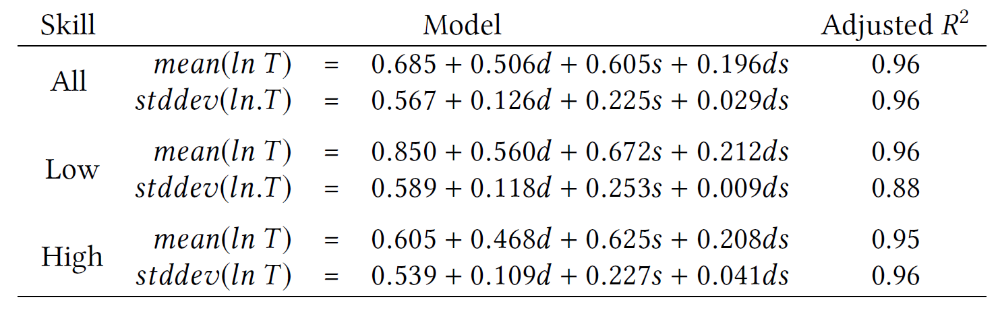 Skill Model Adjusted R²
All mean(ln T) = 0.685 + 0.506d + 0.605s + 0.196ds 0.96
stddev(ln.T) = 0.567 + 0.126d + 0.225s + 0.029ds 0.96
Low mean(ln T) = 0.850 + 0.560d + 0.672s + 0.212ds 0.96
stddev(ln.T) = 0.589 + 0.118d + 0.253s + 0.009ds 0.88
High mean(ln T) = 0.605 + 0.468d + 0.625s + 0.208ds 0.95
stddev(ln T) = 0.539 + 0.109d + 0.227s + 0.041ds 0.96